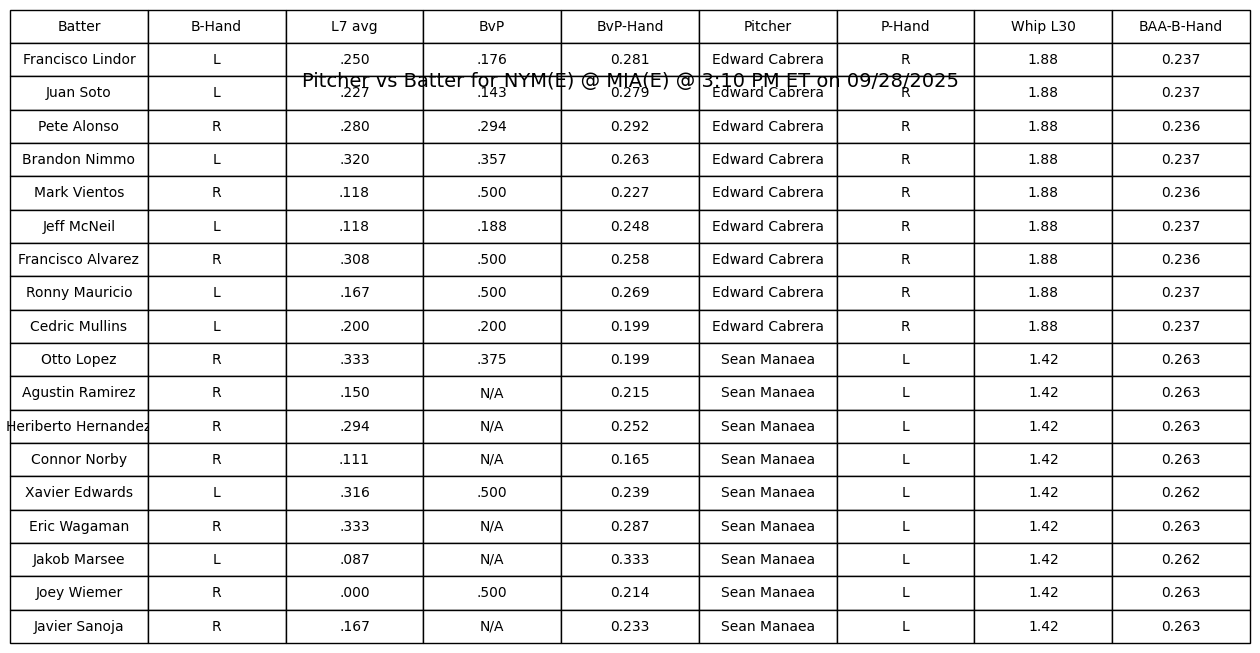 Batter B-Hand L7 avg BvP BvP-Hand Pitcher P-Hand Whip L30 BAA-B-Hand
Francisco Lindor L .250 .176 0.281 Edward Cabrera R 1.88 0.237
Pitcher vs Batter for NYM(E) @ MIA(E) @ 3:10 PM ET on 09/28/2025
Juan Soto L .227 .143 0.279 Edward Cabrera R 1.88 0.237
Pete Alonso R .280 .294 0.292 Edward Cabrera R 1.88 0.236
Brandon Nimmo L .320 .357 0.263 Edward Cabrera R 1.88 0.237
Mark Vientos R .118 .500 0.227 Edward Cabrera R 1.88 0.236
Jeff McNeil L .118 .188 0.248 Edward Cabrera R 1.88 0.237
Francisco Alvarez R .308 .500 0.258 Edward Cabrera R 1.88 0.236
Ronny Mauricio L .167 .500 0.269 Edward Cabrera R 1.88 0.237
Cedric Mullins L .200 .200 0.199 Edward Cabrera R 1.88 0.237
Otto Lopez R .333 .375 0.199 Sean Manaea L 1.42 0.263
Agustin Ramirez R .150 N/A 0.215 Sean Manaea L 1.42 0.263
Heriberto Hernandez R .294 N/A 0.252 Sean Manaea L 1.42 0.263
Connor Norby R .111 N/A 0.165 Sean Manaea L 1.42 0.263
Xavier Edwards L .316 .500 0.239 Sean Manaea L 1.42 0.262
Eric Wagaman R .333 N/A 0.287 Sean Manaea L 1.42 0.263
Jakob Marsee L .087 N/A 0.333 Sean Manaea L 1.42 0.262
Joey Wiemer R .000 .500 0.214 Sean Manaea L 1.42 0.263
Javier Sanoja R .167 N/A 0.233 Sean Manaea L 1.42 0.263